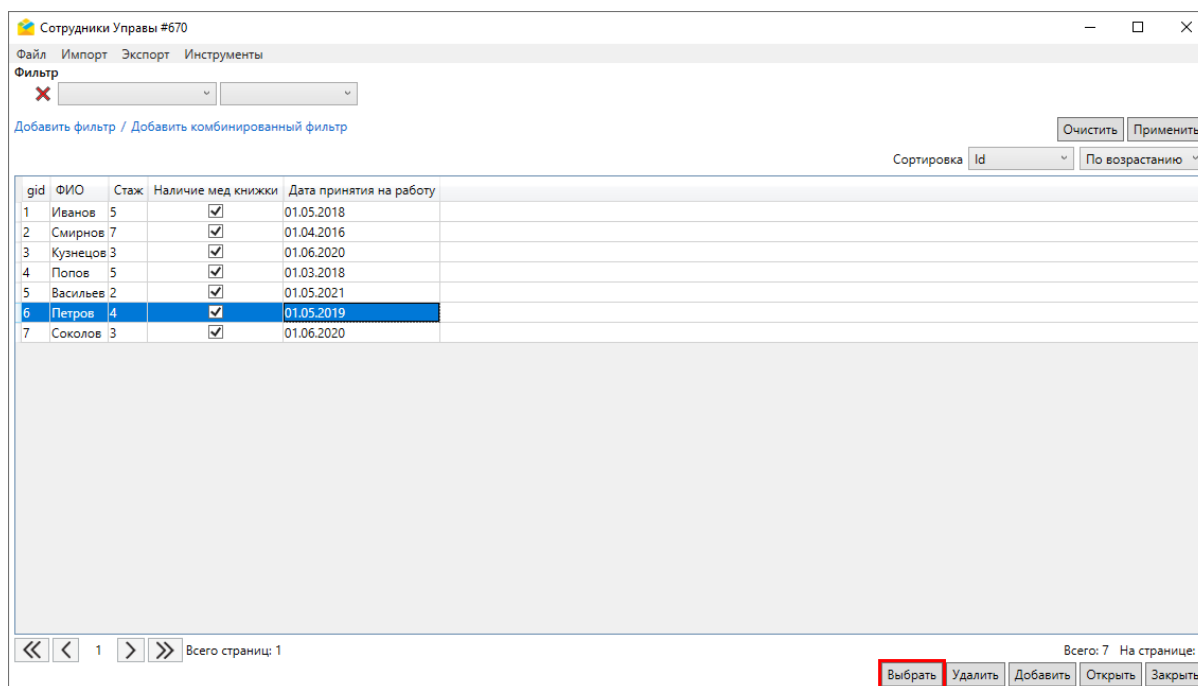 Сотрудники Управы #670
Файл Импорт Экспорт Инструменты
Фильтр
Добавить фильтр / Добавить комбинированный фильтр
Очистить Применить
Сортировка Id По возрастанию
gid ФИО Стаж Наличие мед книжки Дата принятия на работу
1 Иванов 5 01.05.2018
2 Смирнов 7 01.04.2016
3 Кузнецов 3 01.06.2020
4 Попов 5 01.03.2018
5 Васильев 2 01.05.2021
6 Петров 4 01.05.2019
7 Соколов 3 01.06.2020
1 Всего страниц: 1
Всего: 7 На странице:
Выбрать Удалить Добавить Открыть Закрыть